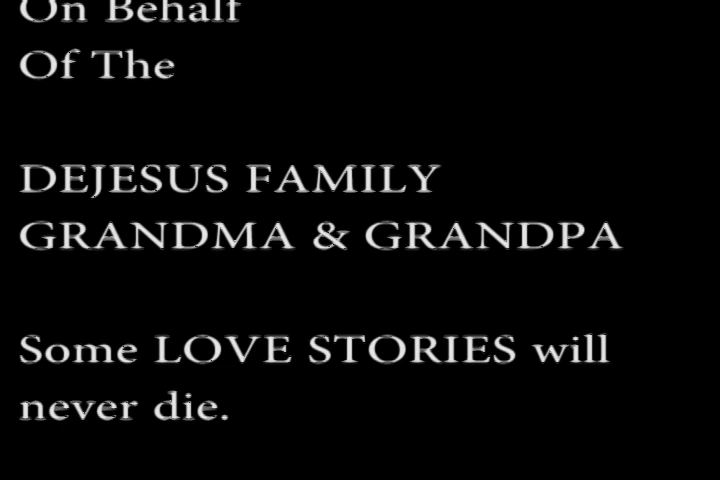 On Behalf
Of The
DEJESUS FAMILY
GRANDMA & GRANDPA
Some LOVE STORIES will
never die.